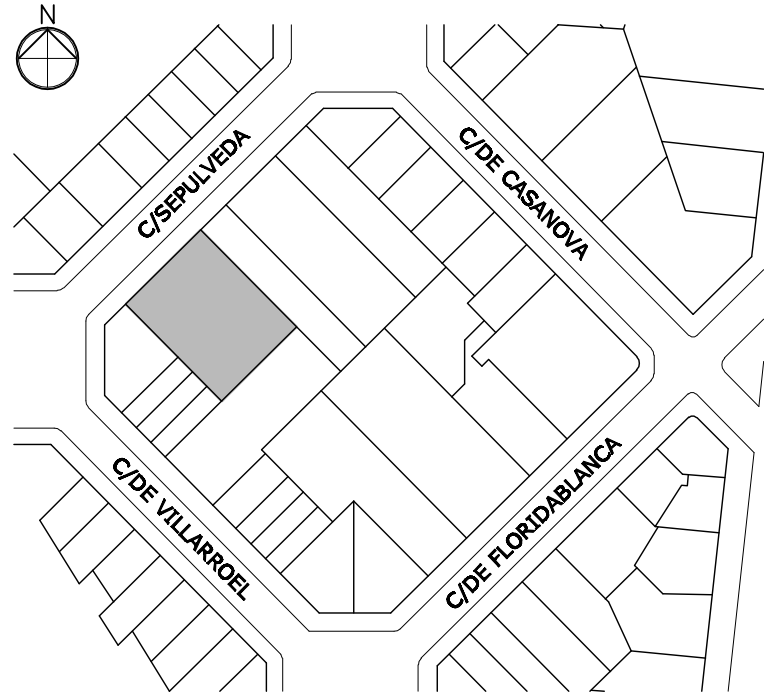 N
C/SEPULVEDA
C/DE CASANOVA
C/DE VILLARROEL
C/DE FLORIDABLANCA